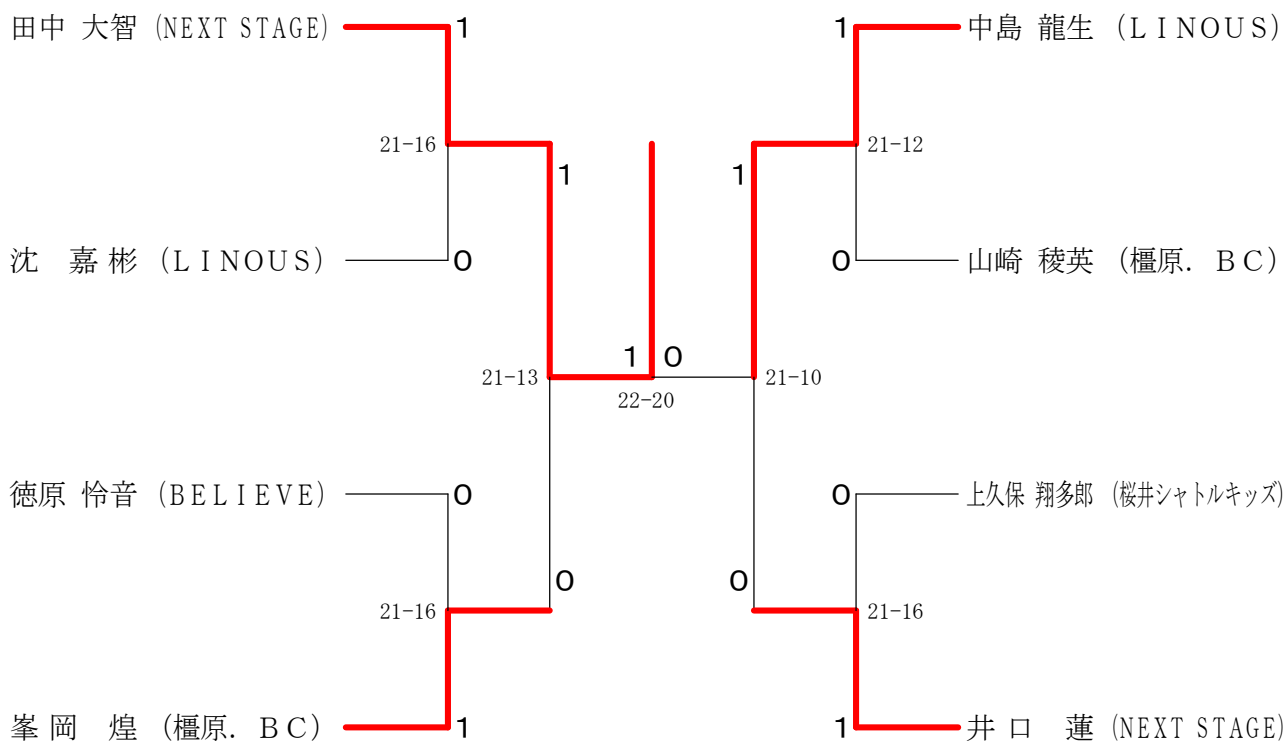 田中 大智 (NEXT STAGE) 1 1 中島 龍生 (LINOUS)
21-16 21-12
1 1
沈 嘉彬 (LINOUS) 0 0 山崎 稜英 (橿原. BC)
1 0
21-13 21-10
22-20
徳原 怜音 (BELIEVE) 0 0 上久保 翔多郎 (桜井シャトルキッズ)
0 0
21-16 21-16
峯岡 煌 (橿原. BC) 1 1 井口 蓮 (NEXT STAGE)